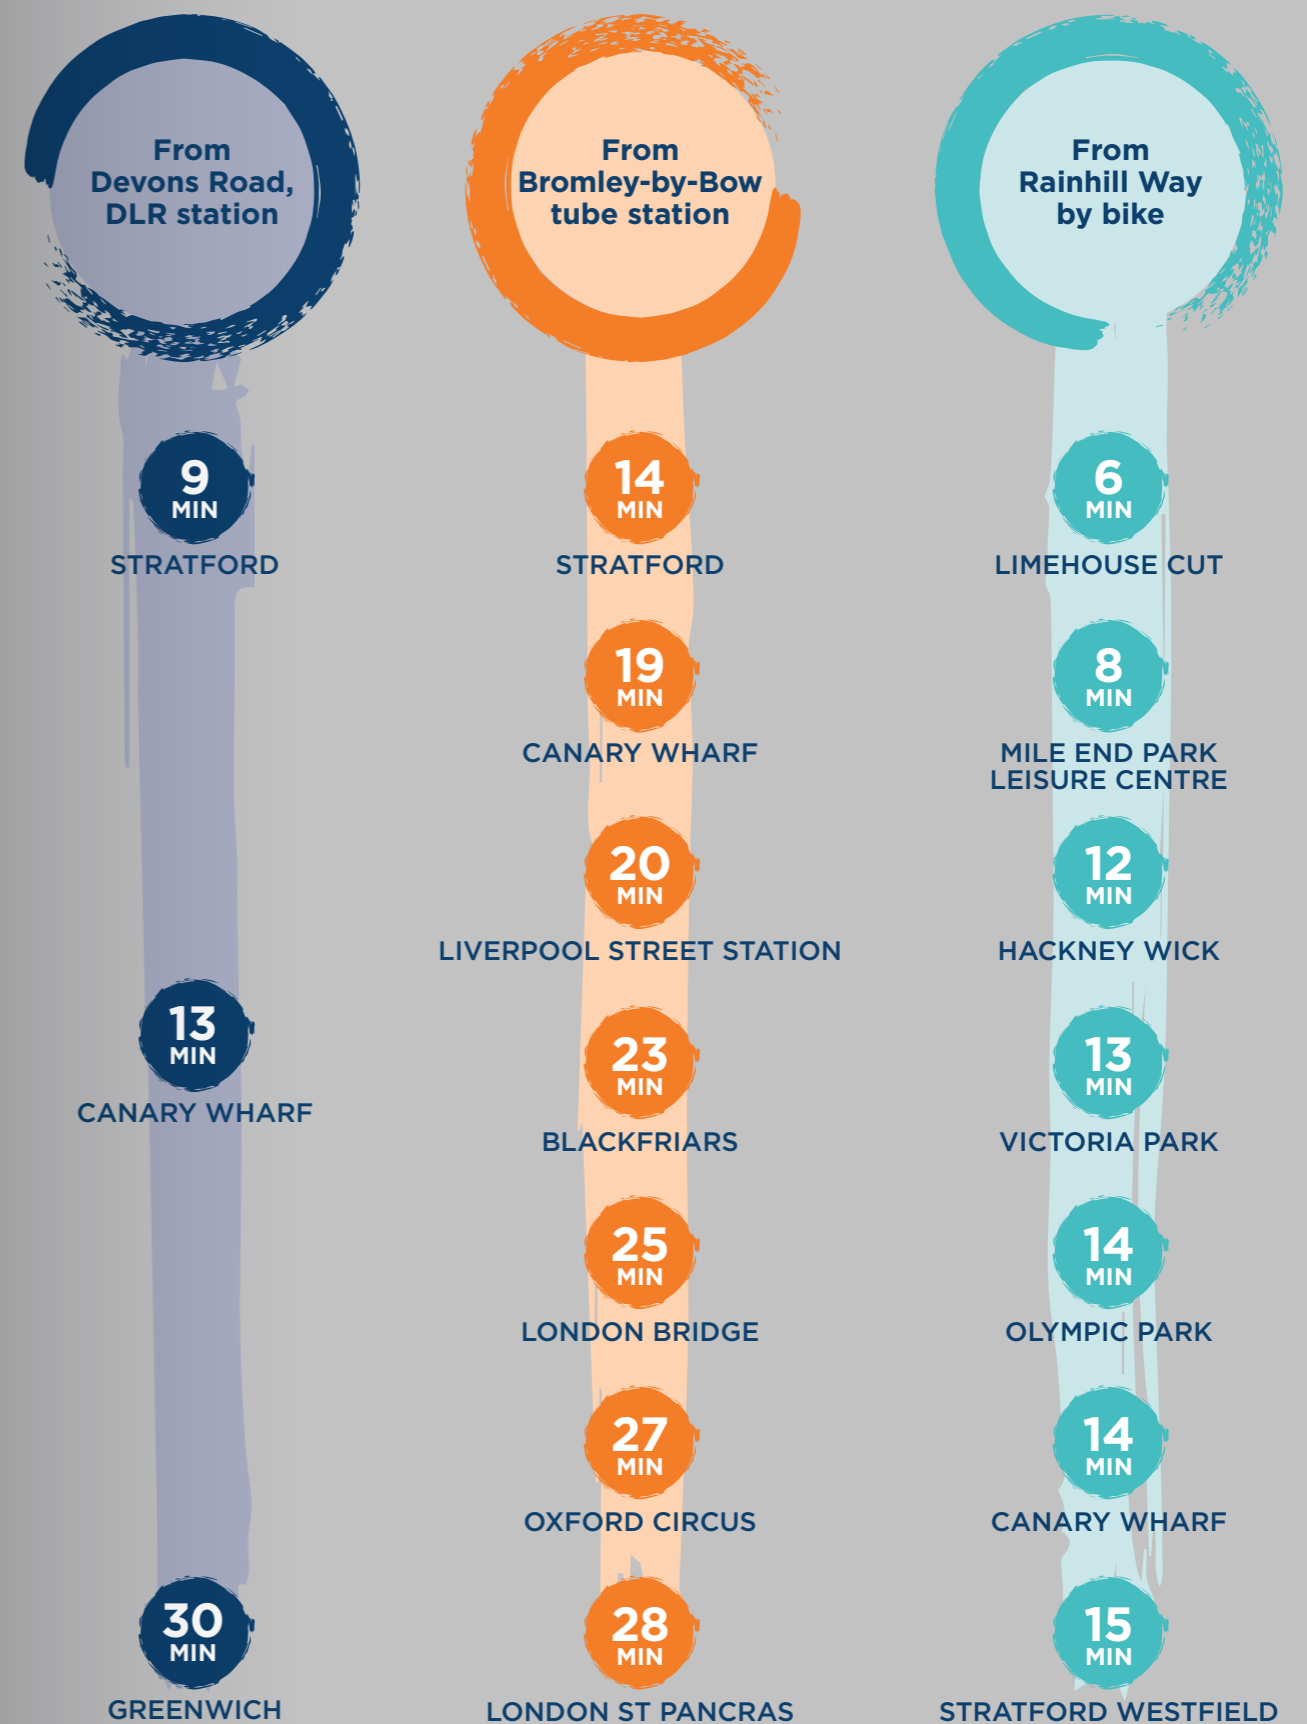 From
Devons Road,
DLR station
9
MIN
STRATFORD
13
MIN
CANARY WHARF
30
MIN
GREENWICH
From
Bromley-by-Bow
tube station
14
MIN
STRATFORD
19
MIN
CANARY WHARF
20
MIN
LIVERPOOL STREET STATION
23
MIN
BLACKFRIARS
25
MIN
LONDON BRIDGE
27
MIN
OXFORD CIRCUS
28
MIN
LONDON ST PANCRAS
From
Rainhill Way
by bike
6
MIN
LIMEHOUSE CUT
8
MIN
MILE END PARK
LEISURE CENTRE
12
MIN
HACKNEY WICK
13
MIN
VICTORIA PARK
14
MIN
OLYMPIC PARK
14
MIN
CANARY WHARF
15
MIN
STRATFORD WESTFIELD